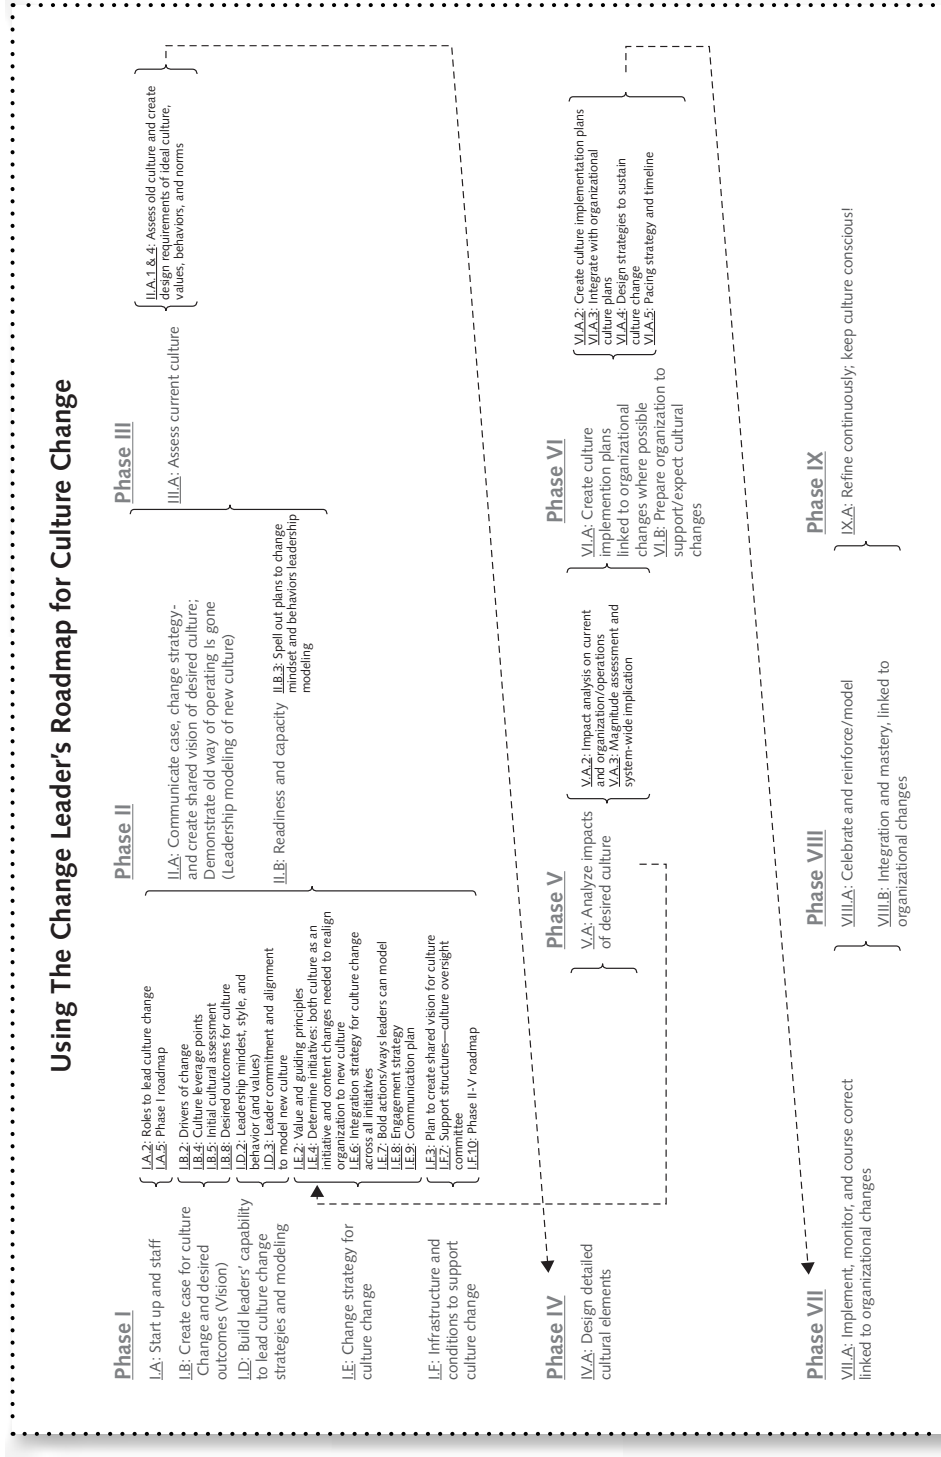 Using The Change Leader's Roadmap for Culture Change
Phase I
I.A: Start up and staff
I.A.2: Roles to lead culture change
I.A.5: Phase I roadmap
I.B: Create case for culture
Change and desired
outcomes (Vision)
I.B.2: Drivers of change
I.B.4: Culture leverage points
I.B.5: Initial cultural assessment
I.B.8: Desired outcomes for culture
I.D: Build leaders' capability
to lead culture change
strategies and modeling
I.D.2: Leadership mindest, style, and
behavior (and values)
I.D.3: Leader commitment and alignment
to model new culture
I.E: Change strategy for
culture change
I.E.2: Value and guiding principles
I.E.4: Determine initiatives: both culture as an
initiative and content changes needed to realign
organization to new culture
I.E.6: Integration strategy for culture change
across all initiatives
I.E.7: Bold actions/ways leaders can model
I.E.8: Engagement strategy
I.E.9: Communication plan
I.F: Infrastructure and
conditions to support
culture change
I.F.3: Plan to create shared vision for culture
I.F.7: Support structures—culture oversight
committee
I.F.10: Phase II-V roadmap
Phase II
II.A: Communicate case, change strategy-
and create shared vision of desired culture;
Demonstrate old way of operating Is gone
(Leadership modeling of new culture)
II.B: Readiness and capacity
II.B.3: Spell out plans to change
mindset and behaviors leadership
modeling
Phase III
III.A: Assess current culture
II.A.1 & 4: Assess old culture and create
design requirements of ideal culture,
values, behaviors, and norms
Phase IV
IV.A: Design detailed
cultural elements
Phase V
V.A: Analyze impacts
of desired culture
V.A.2: Impact analysis on current
and organization/operations
V.A.3: Magnitude assessment and
system-wide implication
Phase VI
VI.A: Create culture
implemention plans
linked to organizational
changes where possible
VI.B: Prepare organization to
support/expect cultural
changes
VI.A.2: Create culture implementation plans
VI.A.3: Integrate with organizational
culture plans
VI.A.4: Design strategies to sustain
culture change
VI.A.5: Pacing strategy and timeline
Phase VII
VII.A: Implement, monitor, and course correct
linked to organizational changes
Phase VIII
VIII.A: Celebrate and reinforce/model
VIII.B: Integration and mastery, linked to
organizational changes
Phase IX
IX.A: Refine continuously; keep culture conscious!